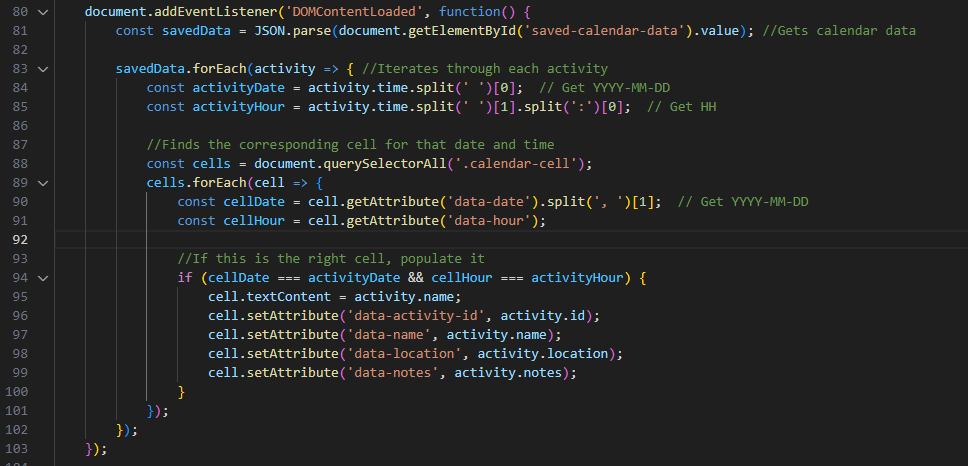 80 document.addEventListener('DOMContentLoaded', function() {
81 const savedData = JSON.parse(document.getElementById('saved-calendar-data').value); //Gets calendar data
82
83 savedData.forEach(activity => { //Iterates through each activity
84 const activityDate = activity.time.split(' ')[0];  // Get YYYY-MM-DD
85 const activityHour = activity.time.split(' ')[1].split(':')[0];  // Get HH
86
87 //Finds the corresponding cell for that date and time
88 const cells = document.querySelectorAll('.calendar-cell');
89 cells.forEach(cell => {
90 const cellDate = cell.getAttribute('data-date').split(', ')[1];  // Get YYYY-MM-DD
91 const cellHour = cell.getAttribute('data-hour');
92
93 //If this is the right cell, populate it
94 if (cellDate === activityDate && cellHour === activityHour) {
95 cell.textContent = activity.name;
96 cell.setAttribute('data-activity-id', activity.id);
97 cell.setAttribute('data-name', activity.name);
98 cell.setAttribute('data-location', activity.location);
99 cell.setAttribute('data-notes', activity.notes);
100 }
101 });
102 });
103 });